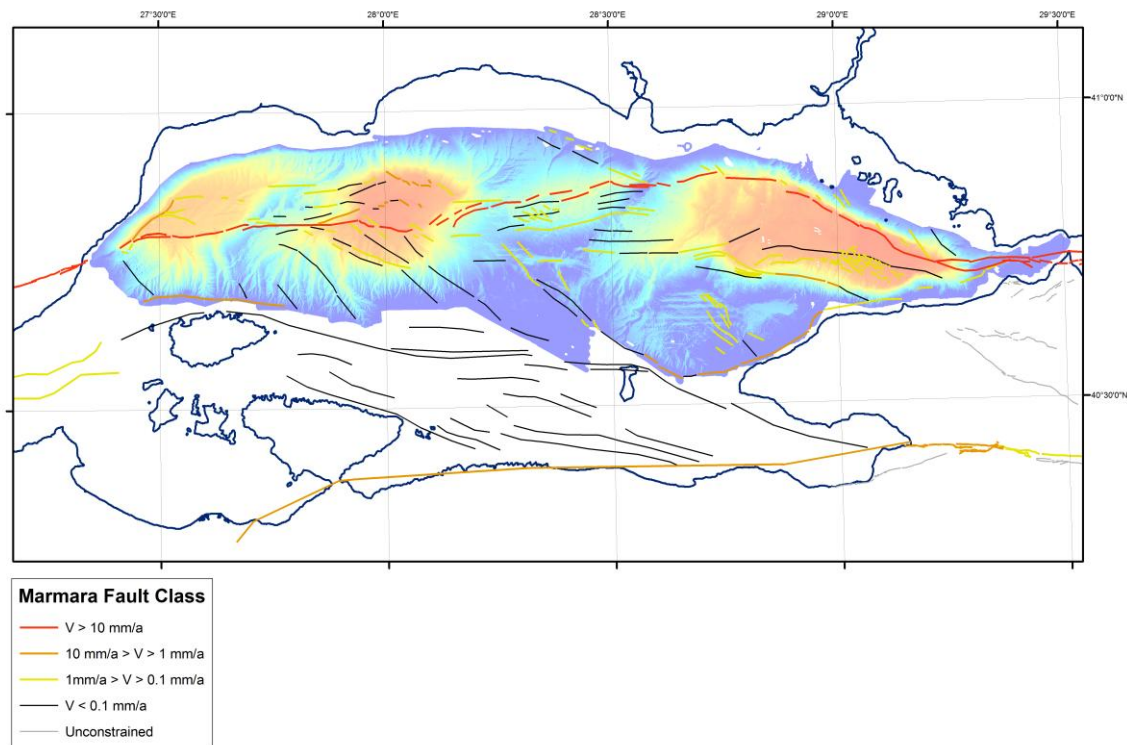 27°30'0"E 28°0'0"E 28°30'0"E 29°0'0"E 29°30'0"E
41°0'0"N
40°30'0"N
Marmara Fault Class
V > 10 mm/a
10 mm/a > V > 1 mm/a
1mm/a > V > 0.1 mm/a
V < 0.1 mm/a
Unconstrained